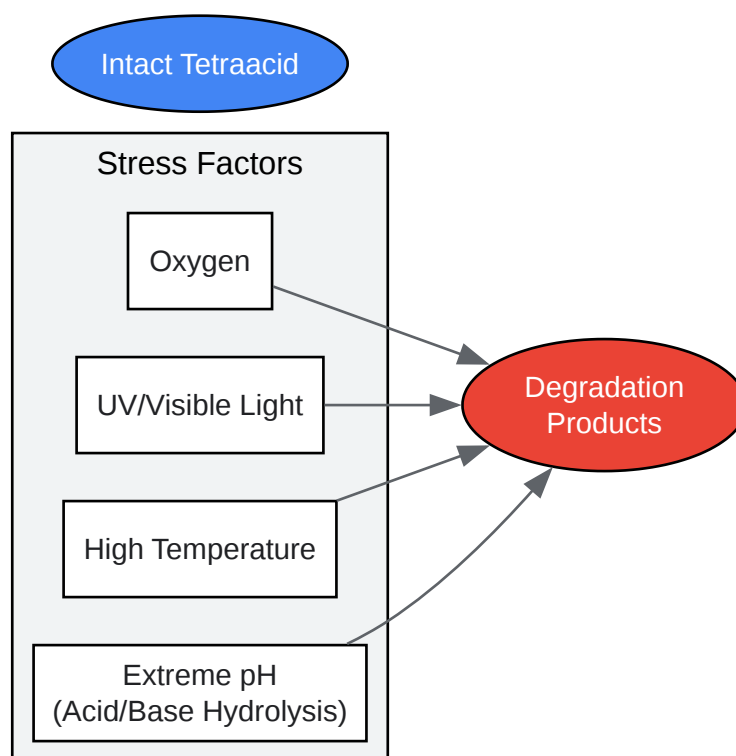 Intact Tetraacid
Stress Factors
Oxygen
UV/Visible Light
High Temperature
Extreme pH
(Acid/Base Hydrolysis)
Degradation
Products